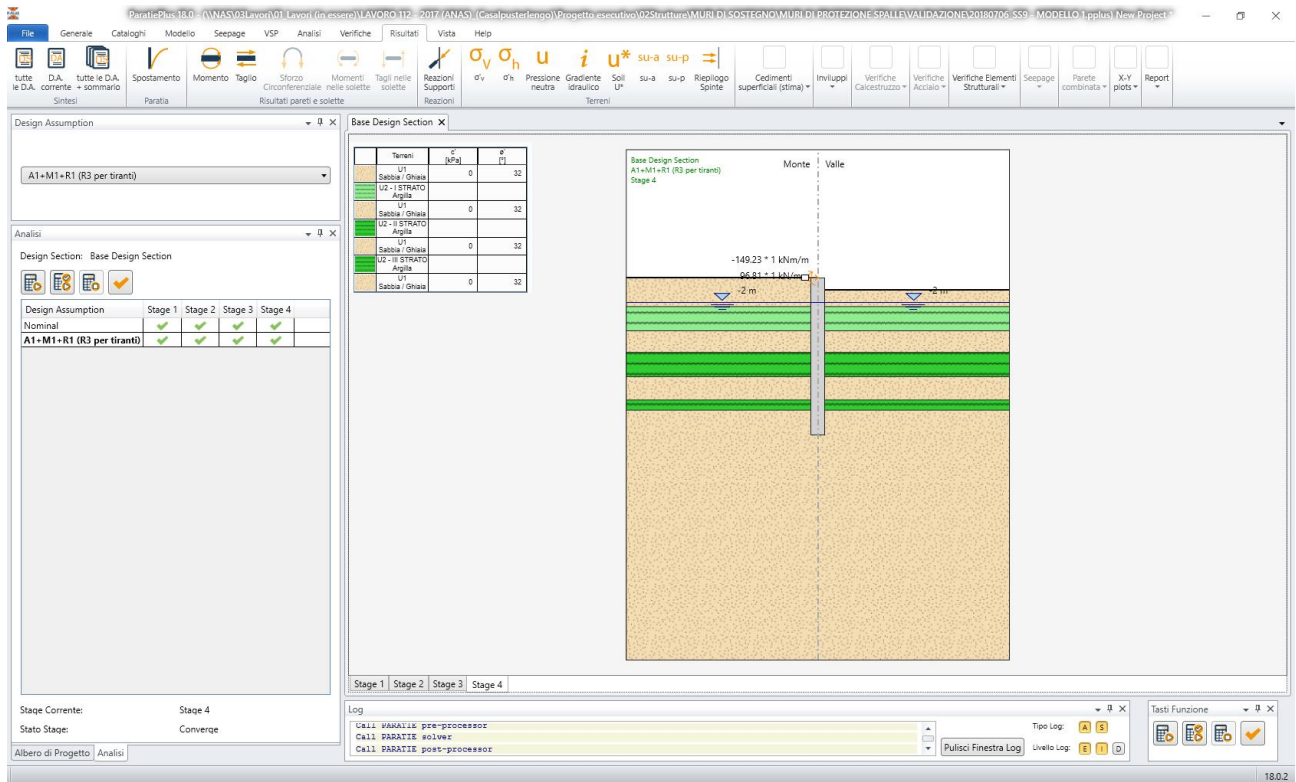 ParatiePlus 18.0 - (\\NAS\03Lavori\01_Lavori (in essere)\LAVORO 112 - 2017 (ANAS)_(Casalpusterlengo)\Progetto esecutivo\02Strutture\MURI DI SOSTEGNO\MURI DI PROTEZIONE SPALLE\VALIDAZIONE\20180706_SS9 - MODELLO 1.pplus) New Project *
File Generale Cataloghi Modello Seepage VSP Analisi Verifiche Risultati Vista Help
σV σh u i u* su-a su-p
tutte le D.A. D.A. corrente tutte le D.A. + sommario Spostamento Momento Taglio Sforzo Circonferenziale Momenti nelle solette Tagli nelle solette Reazioni Supporti σ'v σ'h Pressione neutra Gradiente idraulico Soil U* su-a su-p Riepilogo Spinte Cedimenti superficiali (stima) Inviluppi Verifiche Calcestruzzo Verifiche Acciaio Verifiche Elementi Strutturali Seepage Parete combinata X-Y plots Report
Sintesi Paratia Risultati pareti e solette Reazioni Terreni
Design Assumption
A1+M1+R1 (R3 per tiranti)
Analisi
Design Section: Base Design Section
Design Assumption Stage 1 Stage 2 Stage 3 Stage 4
Nominal
A1+M1+R1 (R3 per tiranti)
Stage Corrente: Stage 4
Stato Stage: Converge
Albero di Progetto Analisi
Base Design Section X
Terreni c' [kPa] ø' [°]
U1 Sabbia / Ghiaia 0 32
U2 - I STRATO Argilla
U1 Sabbia / Ghiaia 0 32
U2 - II STRATO Argilla
U1 Sabbia / Ghiaia 0 32
U2 - III STRATO Argilla
U1 Sabbia / Ghiaia 0 32
Base Design Section
A1+M1+R1 (R3 per tiranti)
Stage 4
Monte Valle
-149.23 * 1 kNm/m
96.81 * 1 kN/m
-2 m -2 m
Stage 1 Stage 2 Stage 3 Stage 4
Log
Call PARATIE pre-processor
Call PARATIE solver
Call PARATIE post-processor
Pulisci Finestra Log
Tipo Log: A S
Livello Log: E I D
Tasti Funzione
18.0.2